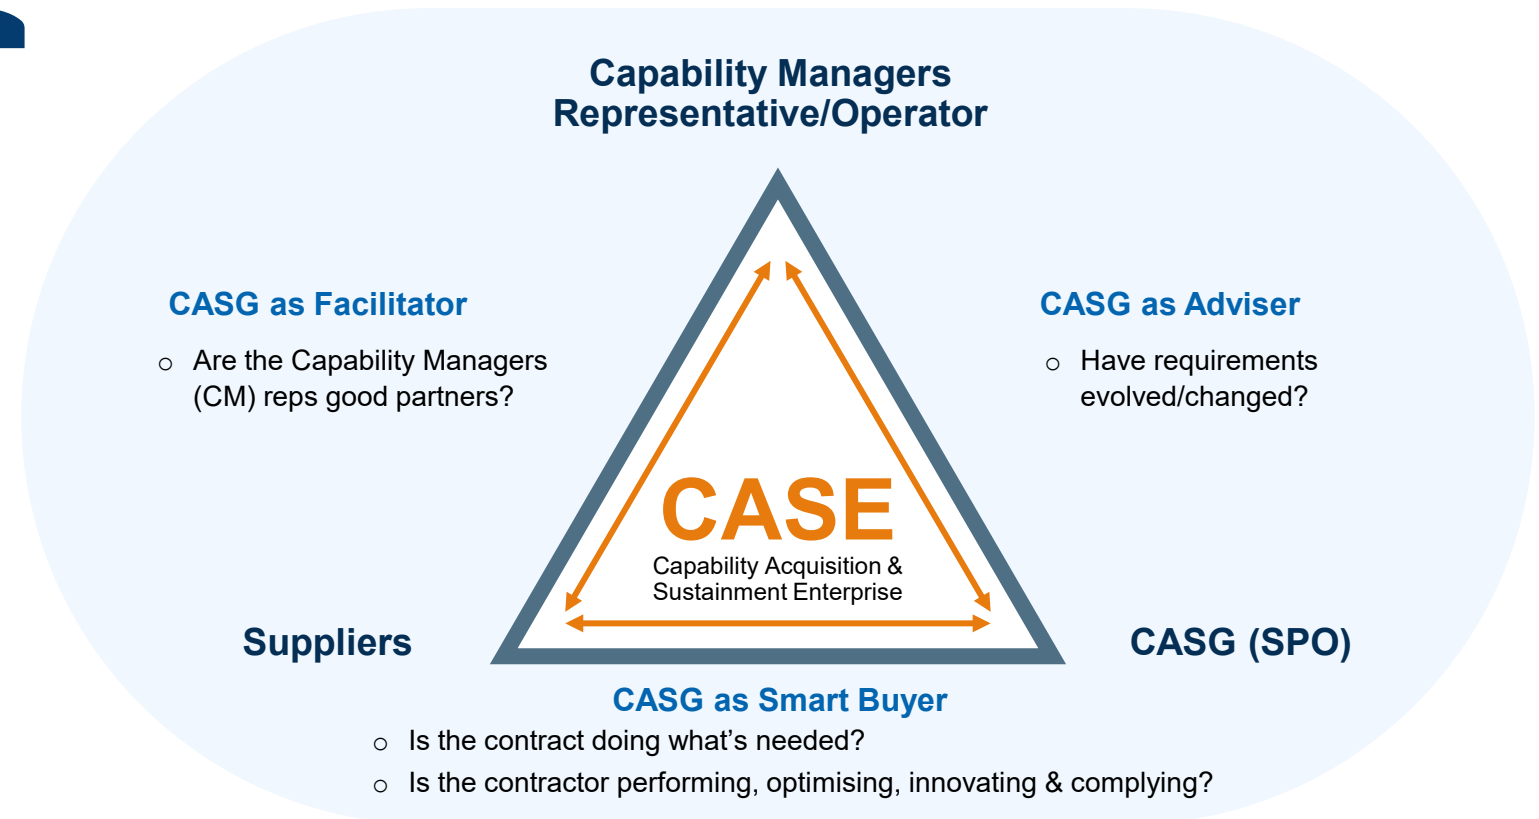 Capability Managers
Representative/Operator
CASG as Facilitator
○ Are the Capability Managers
(CM) reps good partners?
CASG as Adviser
○ Have requirements
evolved/changed?
CASE
Capability Acquisition &
Sustainment Enterprise
Suppliers
CASG (SPO)
CASG as Smart Buyer
○ Is the contract doing what’s needed?
○ Is the contractor performing, optimising, innovating & complying?